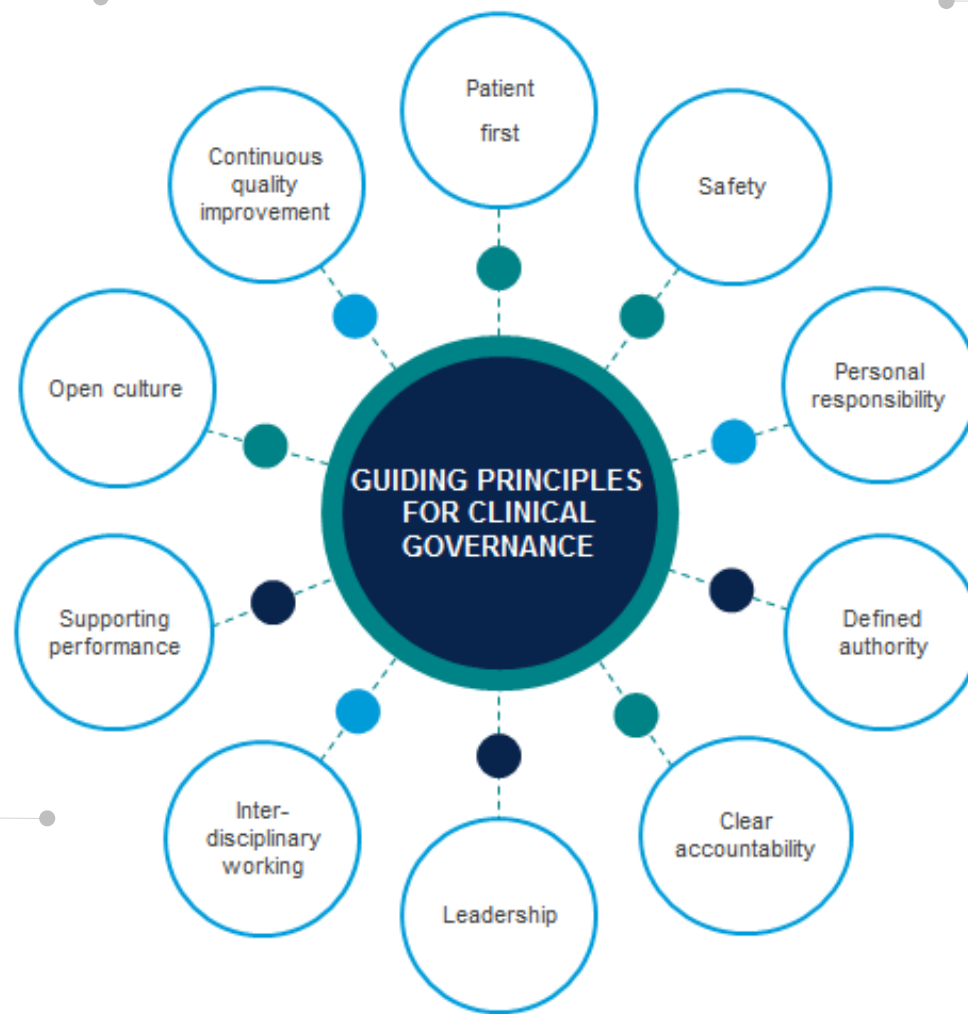 Patient
first
Safety
Personal
responsibility
Defined
authority
Clear
accountability
Leadership
Inter-
disciplinary
working
Supporting
performance
Open culture
Continuous
quality
improvement
GUIDING PRINCIPLES
FOR CLINICAL
GOVERNANCE